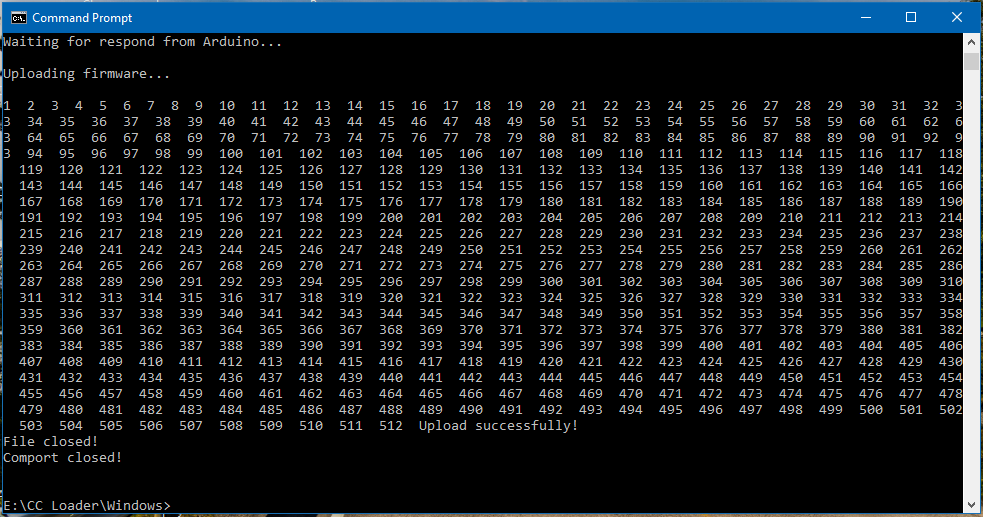 Command Prompt
Waiting for respond from Arduino...
Uploading firmware...
1  2  3  4  5  6  7  8  9  10  11  12  13  14  15  16  17  18  19  20  21  22  23  24  25  26  27  28  29  30  31  32  3
3  34  35  36  37  38  39  40  41  42  43  44  45  46  47  48  49  50  51  52  53  54  55  56  57  58  59  60  61  62  6
3  64  65  66  67  68  69  70  71  72  73  74  75  76  77  78  79  80  81  82  83  84  85  86  87  88  89  90  91  92  9
3  94  95  96  97  98  99  100  101  102  103  104  105  106  107  108  109  110  111  112  113  114  115  116  117  118
119  120  121  122  123  124  125  126  127  128  129  130  131  132  133  134  135  136  137  138  139  140  141  142
143  144  145  146  147  148  149  150  151  152  153  154  155  156  157  158  159  160  161  162  163  164  165  166
167  168  169  170  171  172  173  174  175  176  177  178  179  180  181  182  183  184  185  186  187  188  189  190
191  192  193  194  195  196  197  198  199  200  201  202  203  204  205  206  207  208  209  210  211  212  213  214
215  216  217  218  219  220  221  222  223  224  225  226  227  228  229  230  231  232  233  234  235  236  237  238
239  240  241  242  243  244  245  246  247  248  249  250  251  252  253  254  255  256  257  258  259  260  261  262
263  264  265  266  267  268  269  270  271  272  273  274  275  276  277  278  279  280  281  282  283  284  285  286
287  288  289  290  291  292  293  294  295  296  297  298  299  300  301  302  303  304  305  306  307  308  309  310
311  312  313  314  315  316  317  318  319  320  321  322  323  324  325  326  327  328  329  330  331  332  333  334
335  336  337  338  339  340  341  342  343  344  345  346  347  348  349  350  351  352  353  354  355  356  357  358
359  360  361  362  363  364  365  366  367  368  369  370  371  372  373  374  375  376  377  378  379  380  381  382
383  384  385  386  387  388  389  390  391  392  393  394  395  396  397  398  399  400  401  402  403  404  405  406
407  408  409  410  411  412  413  414  415  416  417  418  419  420  421  422  423  424  425  426  427  428  429  430
431  432  433  434  435  436  437  438  439  440  441  442  443  444  445  446  447  448  449  450  451  452  453  454
455  456  457  458  459  460  461  462  463  464  465  466  467  468  469  470  471  472  473  474  475  476  477  478
479  480  481  482  483  484  485  486  487  488  489  490  491  492  493  494  495  496  497  498  499  500  501  502
503  504  505  506  507  508  509  510  511  512  Upload successfully!
File closed!
Comport closed!
E:\CC Loader\Windows>